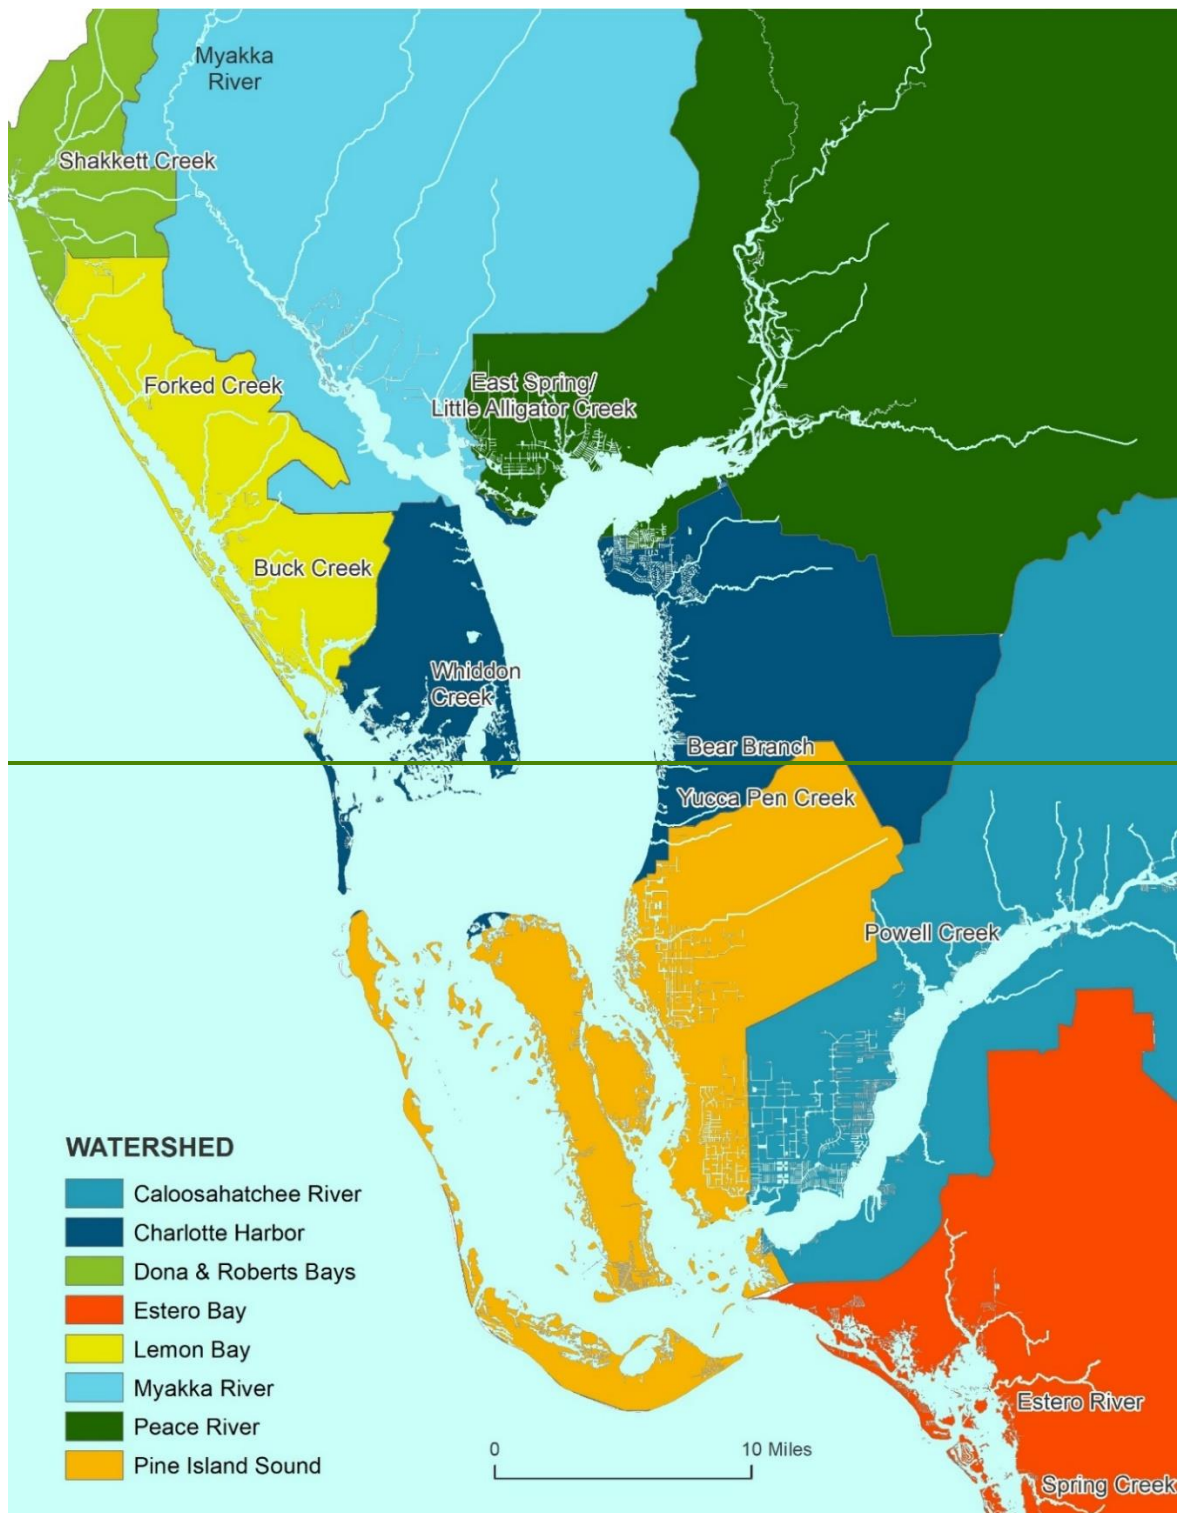 Myakka
River
Shakkett Creek
East Spring/
Little Alligator Creek
Forked Creek
Buck Creek
Whiddon
Creek
Bear Branch
Yucca Pen Creek
Powell Creek
WATERSHED
Caloosahatchee River
Charlotte Harbor
Dona & Roberts Bays
Estero Bay
Lemon Bay
Myakka River
Peace River
Pine Island Sound
0 10 Miles
Estero River
Spring Creek